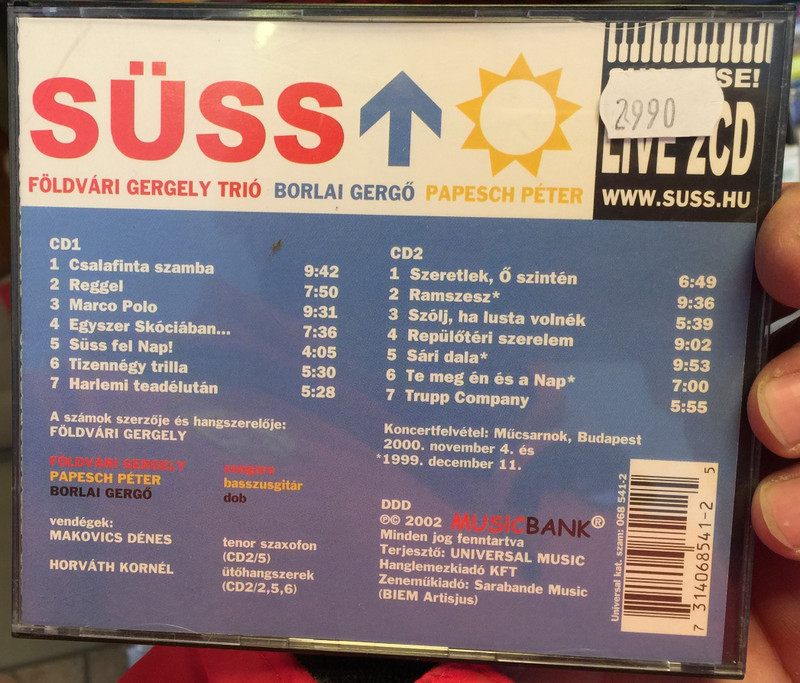 SÜSS
FÖLDVÁRI GERGELY TRIÓ BORLAI GERGŐ PAPESCH PÉTER
SE!
2990
LIVE 2CD
WWW.SUSS.HU
CD1
1 Csalafinta szamba 9:42
2 Reggel 7:50
3 Marco Polo 9:31
4 Egyszer Skóciában... 7:36
5 Süss fel Nap! 4:05
6 Tizennégy trilla 5:30
7 Harlemi teadélután 5:28
A számok szerzője és hangszerelője:
FÖLDVÁRI GERGELY
FÖLDVÁRI GERGELY zongora
PAPESCH PÉTER basszusgitár
BORLAI GERGŐ dob
vendégek:
MAKOVICS DÉNES tenor szaxofon
(CD2/5)
HORVÁTH KORNÉL ütőhangszerek
(CD2/2,5,6)
CD2
1 Szeretlek, Ő szintén 6:49
2 Ramszesz* 9:36
3 Szólj, ha lusta volnék 5:39
4 Repülőtéri szerelem 9:02
5 Sári dala* 9:53
6 Te meg én és a Nap* 7:00
7 Trupp Company 5:55
Koncertfelvétel: Műcsarnok, Budapest
2000. november 4. és
*1999. december 11.
DDD
℗© 2002 MUSICBANK®
Minden jog fenntartva
Terjesztő: UNIVERSAL MUSIC
Hanglemezkiadó KFT
Zeneműkiadó: Sarabande Music
(BIEM Artisjus)
Universal kat. szám: 068 541-2
7 314068541-2 5